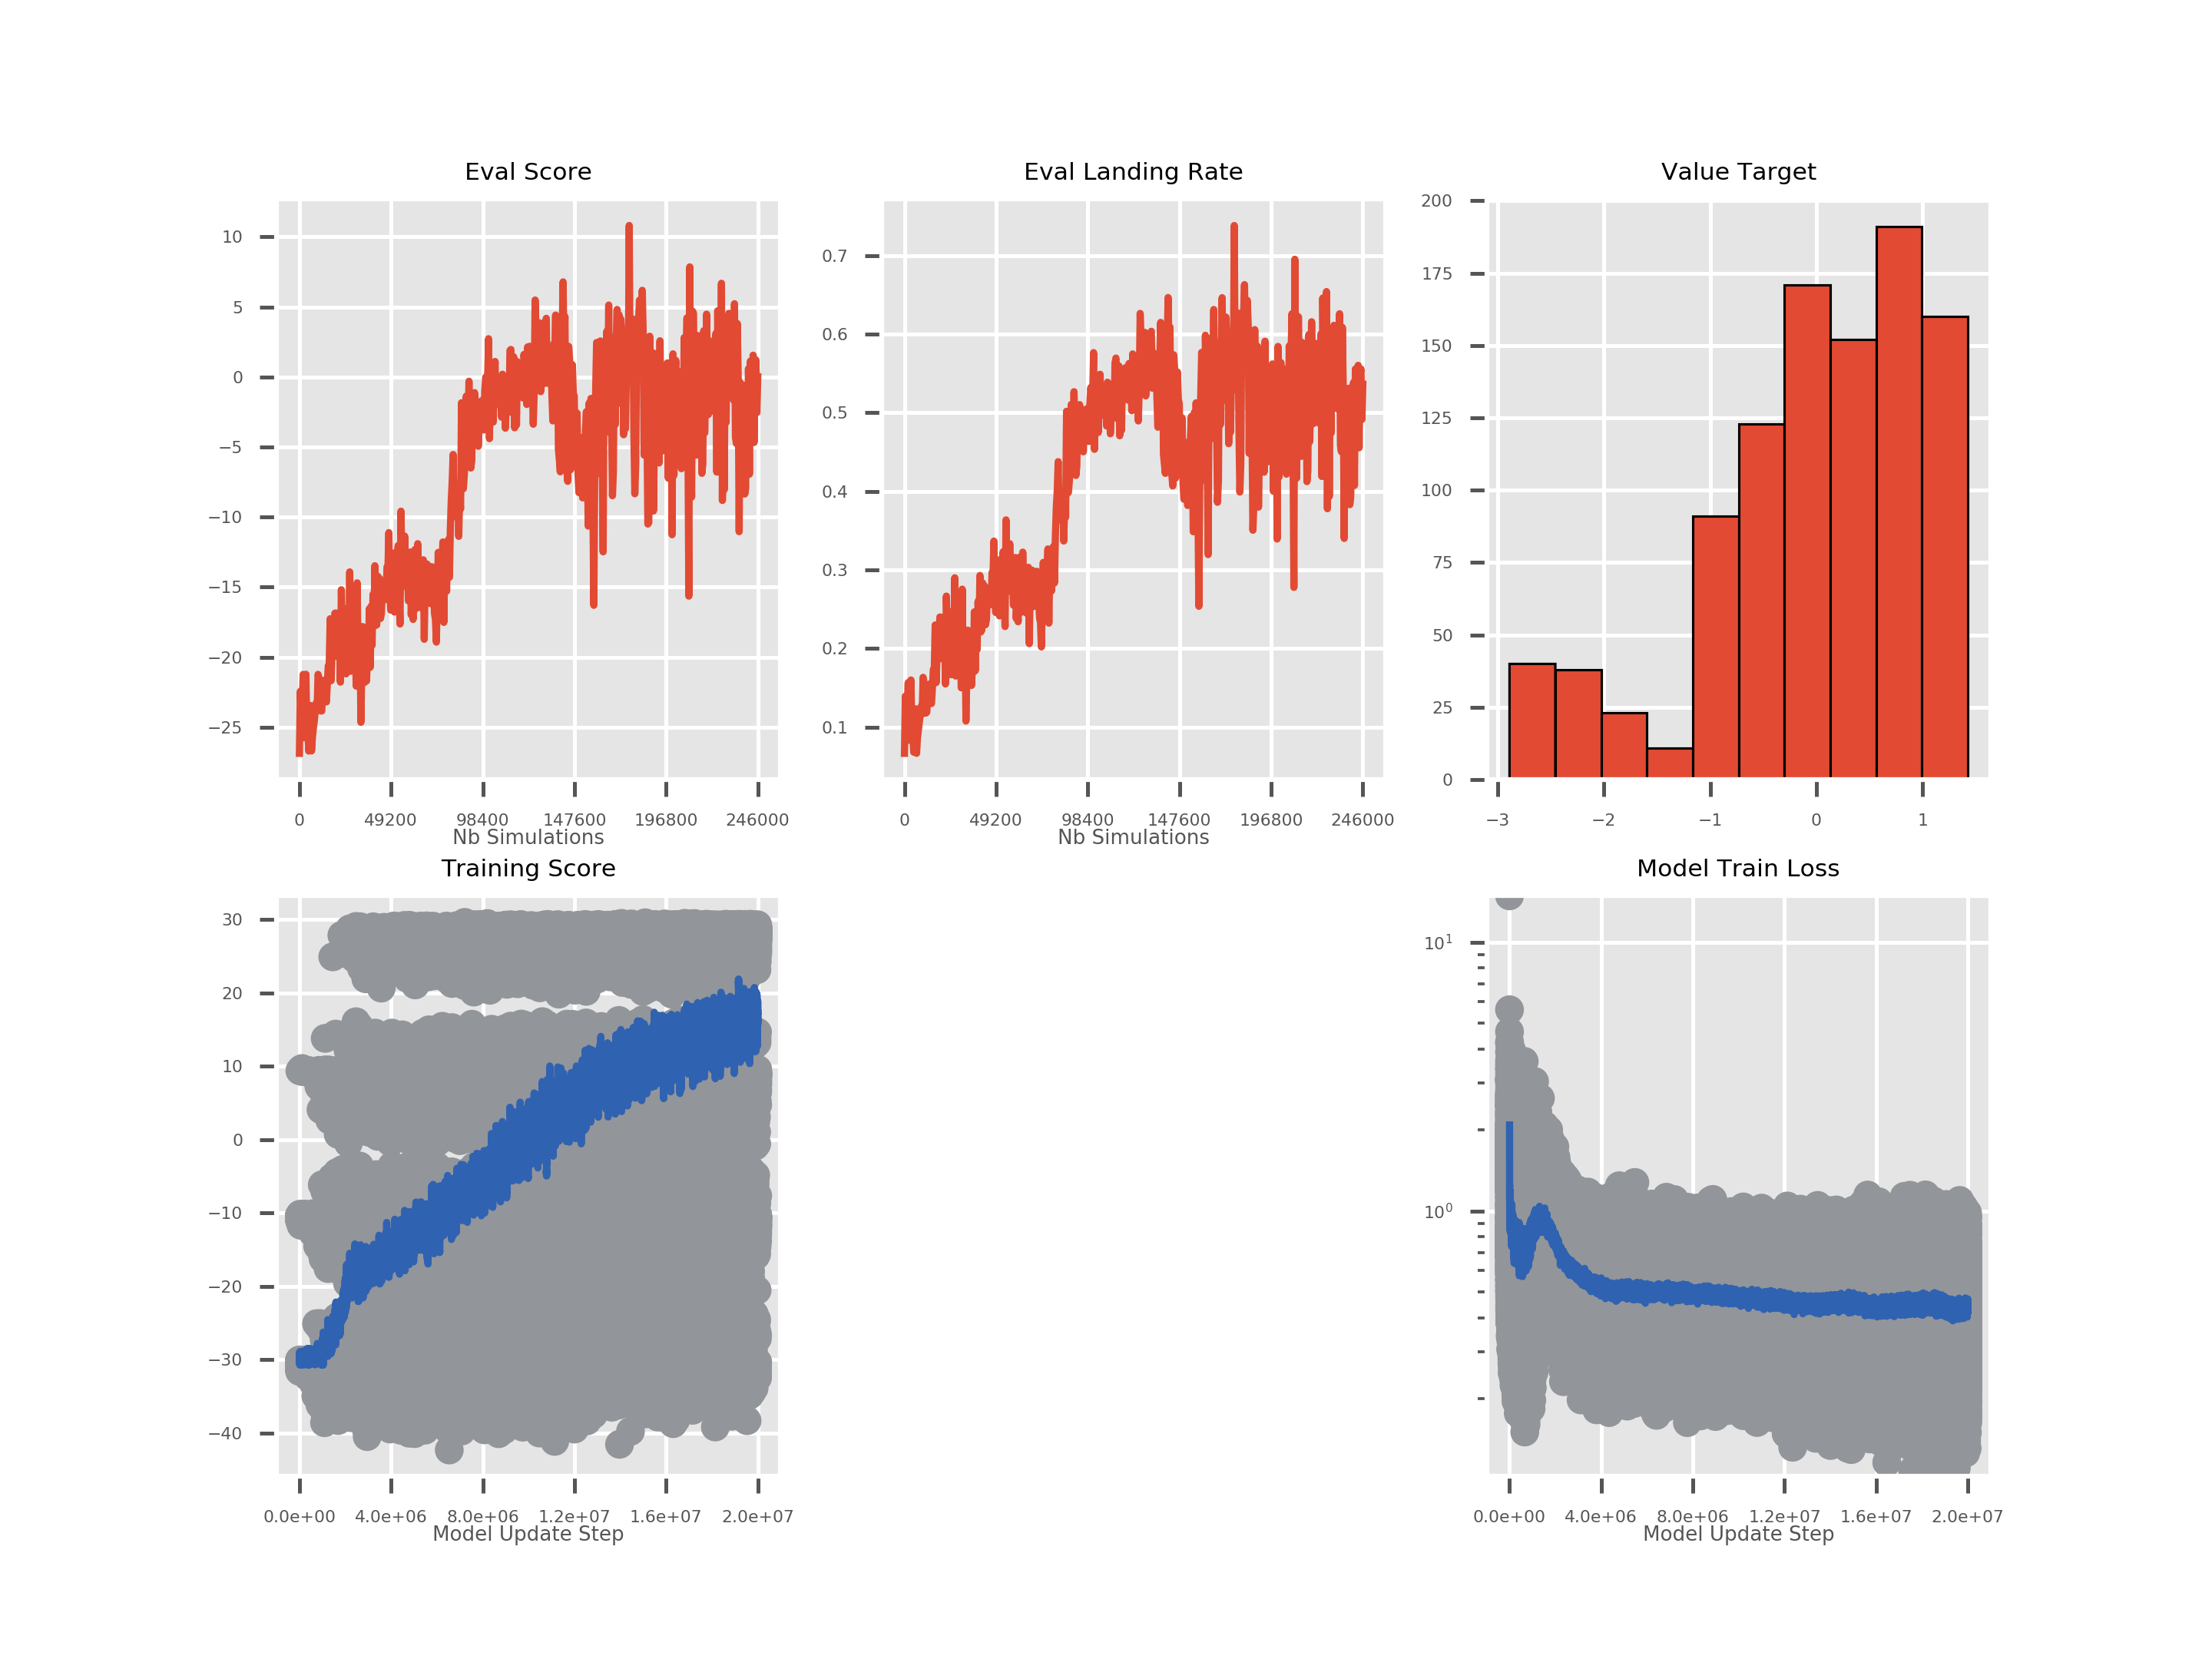 Eval Score
10
5
0
−5
−10
−15
−20
−25
0 49200 98400 147600 196800 246000
Nb Simulations
Eval Landing Rate
0.7
0.6
0.5
0.4
0.3
0.2
0.1
0 49200 98400 147600 196800 246000
Nb Simulations
Value Target
200
175
150
125
100
75
50
25
0
−3 −2 −1 0 1
Training Score
30
20
10
0
−10
−20
−30
−40
0.0e+00 4.0e+06 8.0e+06 1.2e+07 1.6e+07 2.0e+07
Model Update Step
Model Train Loss
10¹
10⁰
0.0e+00 4.0e+06 8.0e+06 1.2e+07 1.6e+07 2.0e+07
Model Update Step